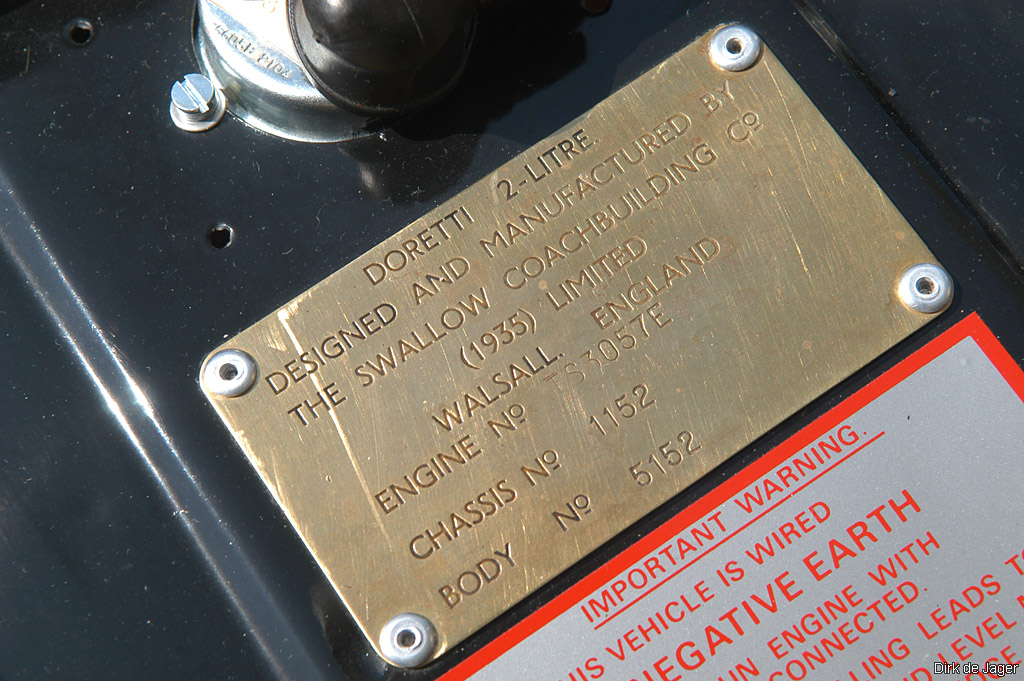 DORETTI 2-LITRE
DESIGNED AND MANUFACTURED BY
THE SWALLOW COACHBUILDING Cº
(1935) LIMITED
WALSALL. ENGLAND
ENGINE Nº TS3057E
CHASSIS Nº 1152
BODY Nº 5152
IMPORTANT WARNING.
VEHICLE IS WIRED
NEGATIVE EARTH
ENGINE WITH
CONNECTED.
LEADS
LEVEL
Dirk de Jager